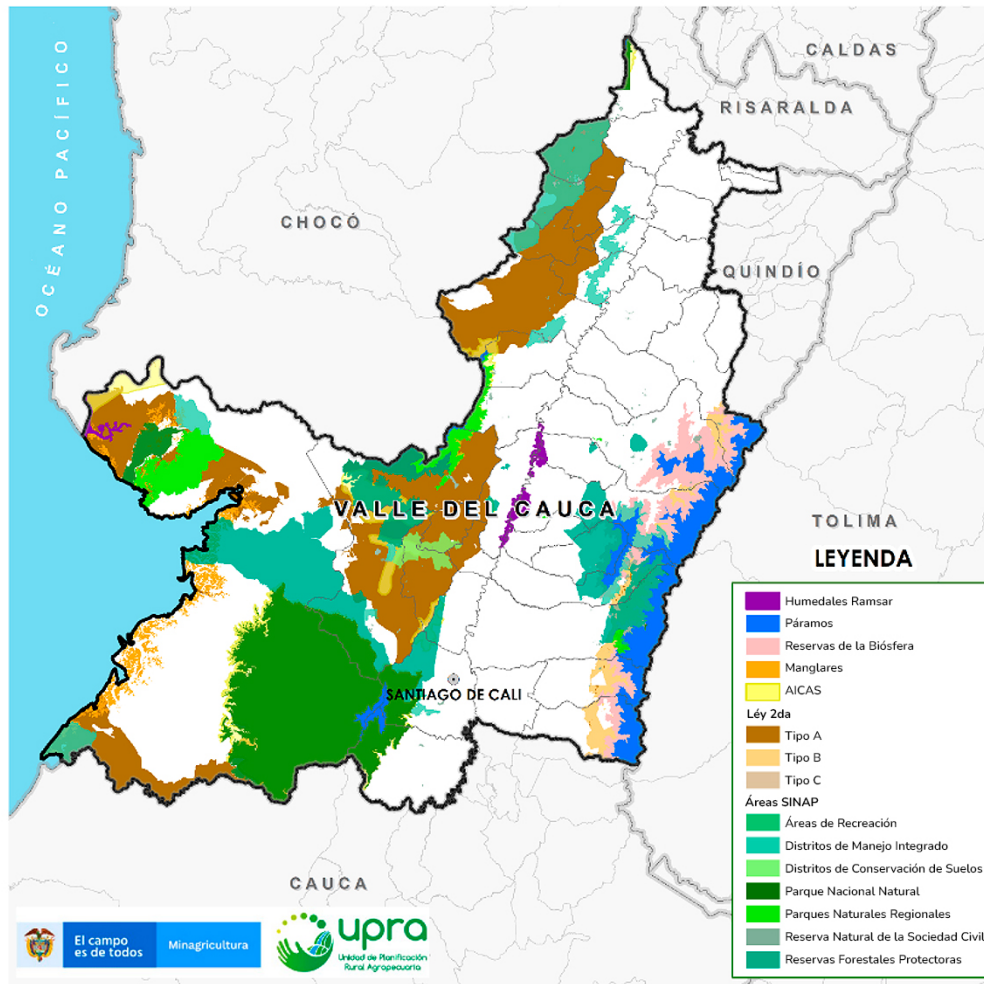 OCÉANO PACÍFICO
CALDAS
RISARALDA
CHOCÓ
QUINDÍO
VALLE DEL CAUCA
TOLIMA
SANTIAGO DE CALI
CAUCA
LEYENDA
Humedales Ramsar
Páramos
Reservas de la Biósfera
Manglares
AICAS
Léy 2da
Tipo A
Tipo B
Tipo C
Áreas SINAP
Áreas de Recreación
Distritos de Manejo Integrado
Distritos de Conservación de Suelos
Parque Nacional Natural
Parques Naturales Regionales
Reserva Natural de la Sociedad Civil
Reservas Forestales Protectoras
El campo
es de todos
Minagricultura
upra
Unidad de Planificación
Rural Agropecuaria